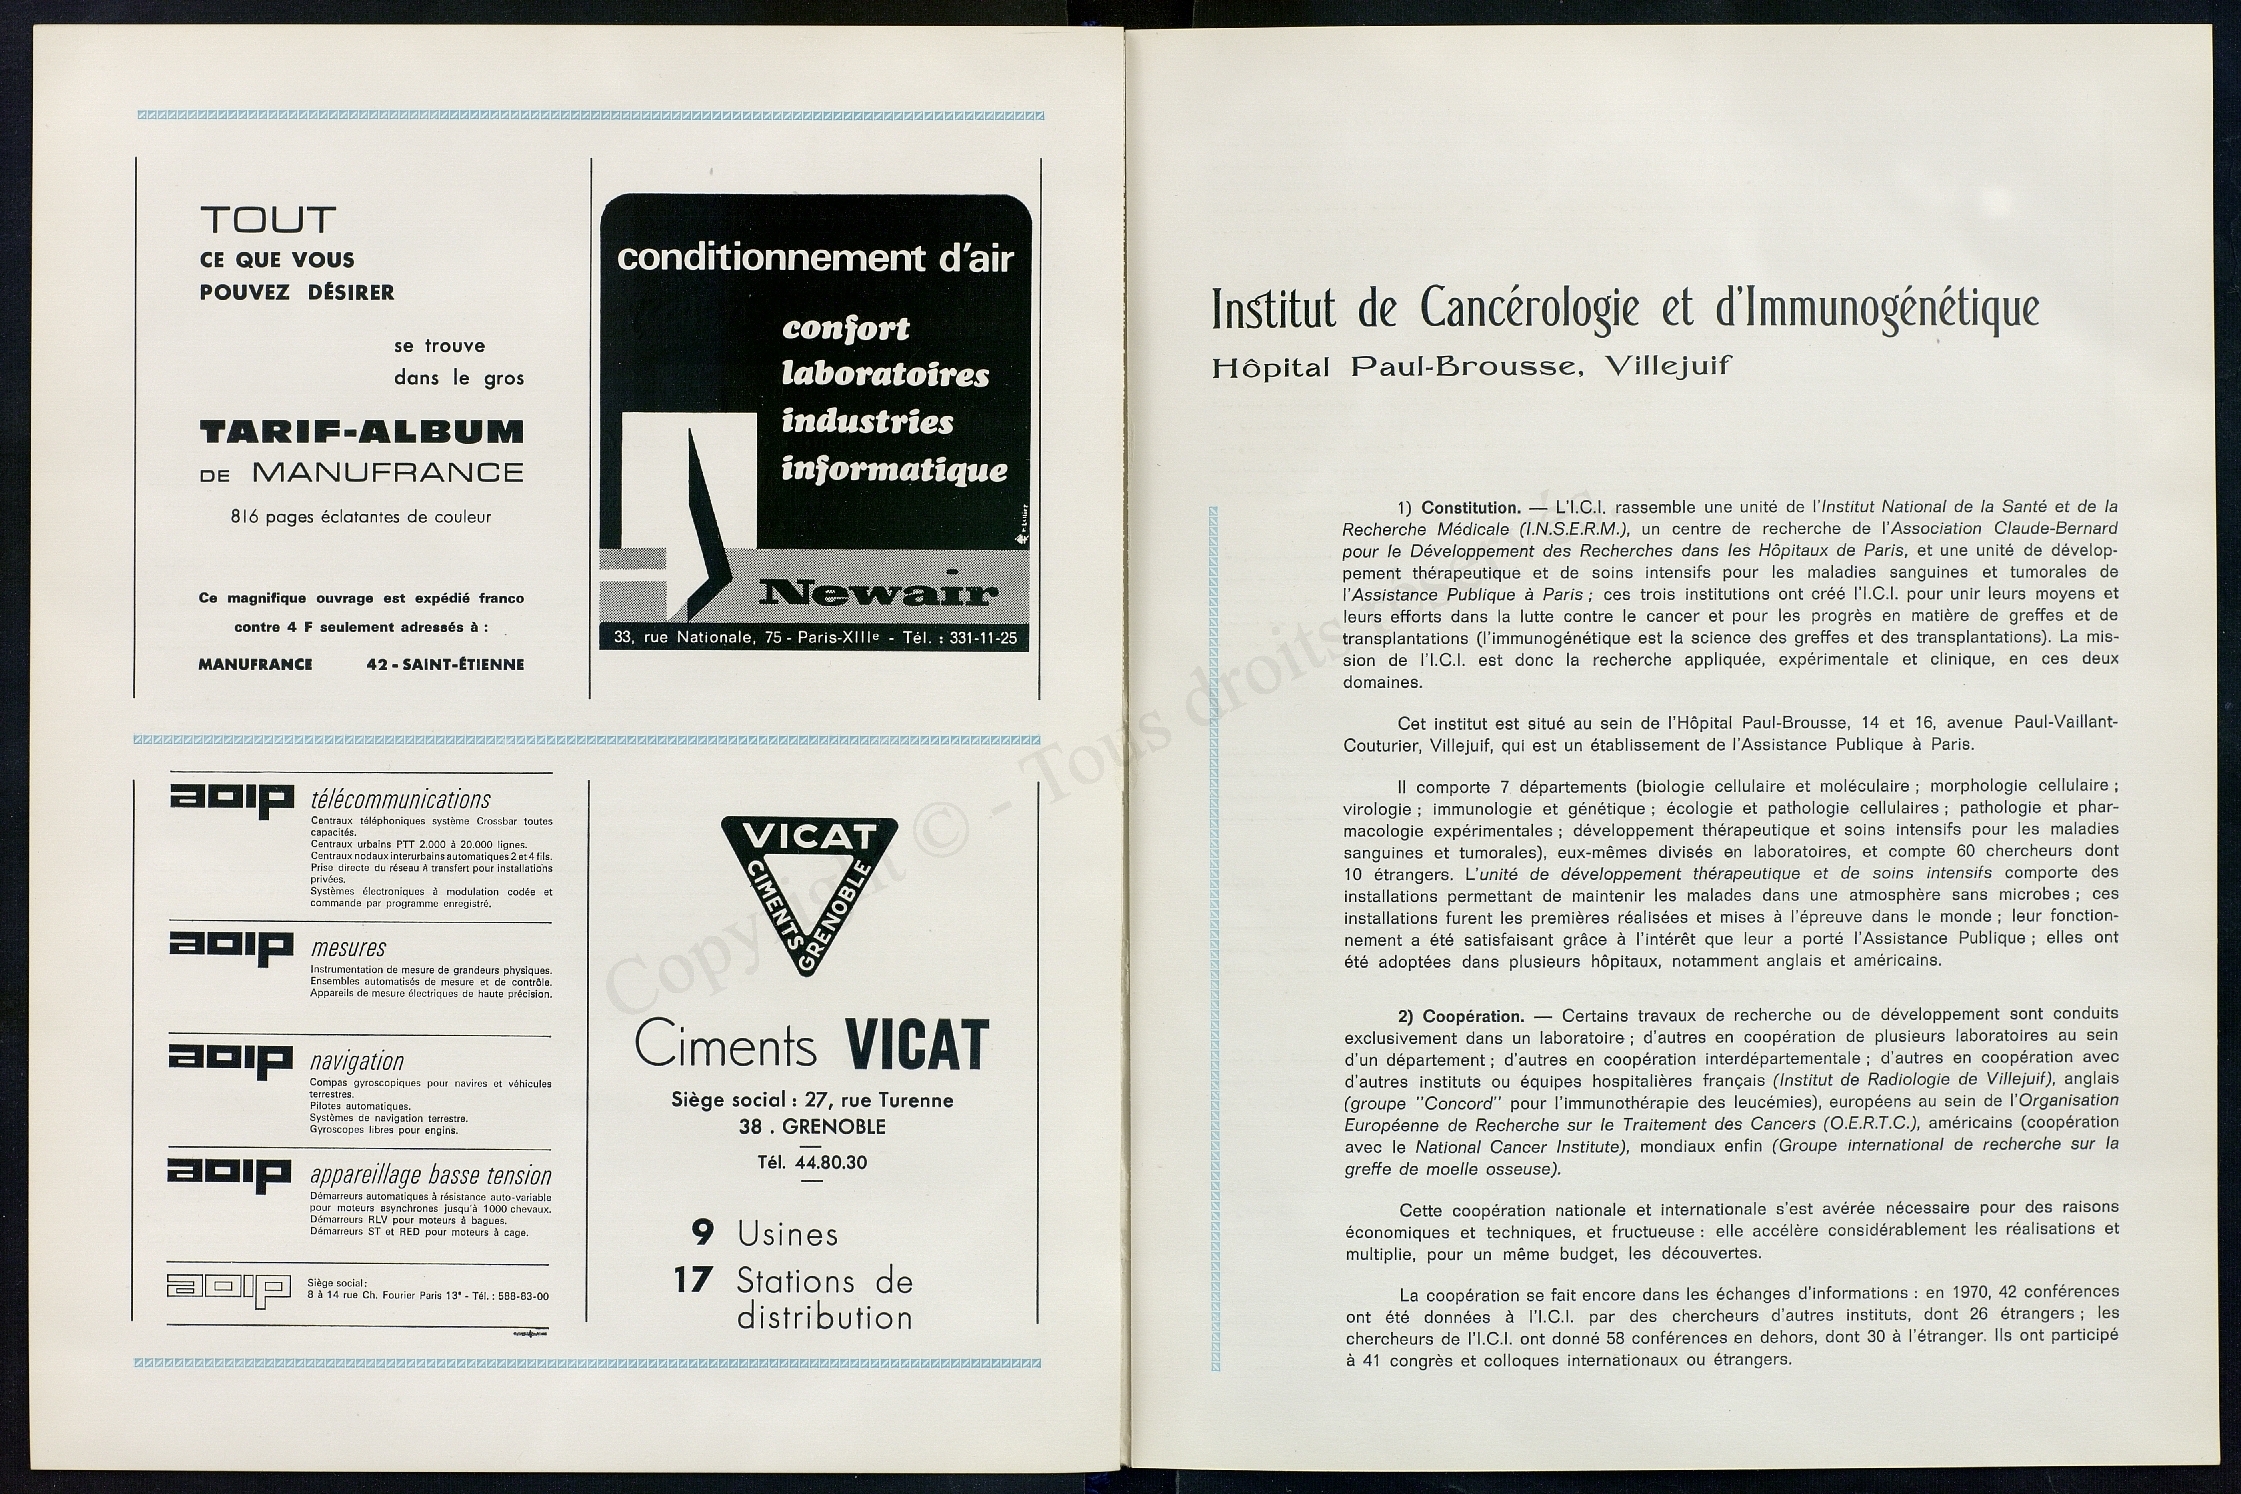 TOUT
CE QUE VOUS
POUVEZ DÉSIRER
se trouve
dans le gros
TARIF-ALBUM
DE MANUFRANCE
816 pages éclatantes de couleur
Ce magnifique ouvrage est expédié franco
contre 4 F seulement adressés à :
MANUFRANCE 42 - SAINT-ÉTIENNE
conditionnement d'air
confort
laboratoires
industries
informatique
Newair
33, rue Nationale, 75 - Paris-XIIIe - Tél. : 331-11-25
aoip télécommunications
Centraux téléphoniques système Crossbar toutes
capacités.
Centraux urbains PTT 2.000 à 20.000 lignes.
Centraux nodaux interurbains automatiques 2 et 4 fils.
Prise directe du réseau à transfert pour installations
privées.
Systèmes électroniques à modulation codée et
commande par programme enregistré.
aoip mesures
Instrumentation de mesure de grandeurs physiques.
Ensembles automatisés de mesure et de contrôle.
Appareils de mesure électriques de haute précision.
aoip navigation
Compas gyroscopiques pour navires et véhicules
terrestres.
Pilotes automatiques.
Systèmes de navigation terrestre.
Gyroscopes libres pour engins.
aoip appareillage basse tension
Démarreurs automatiques à résistance auto-variable
pour moteurs asynchrones jusqu'à 1000 chevaux.
Démarreurs RLV pour moteurs à bagues.
Démarreurs ST et RED pour moteurs à cage.
aoip Siège social :
8 à 14 rue Ch. Fourier Paris 13e - Tél. : 588-83-00
VICAT
CIMENTS
GRENOBLE
Ciments VICAT
Siège social : 27, rue Turenne
38 . GRENOBLE
Tél. 44.80.30
9 Usines
17 Stations de
distribution
Institut de Cancérologie et d'Immunogénétique
Hôpital Paul-Brousse, Villejuif
1) Constitution. — L'I.C.I. rassemble une unité de l'Institut National de la Santé et de la
Recherche Médicale (I.N.S.E.R.M.), un centre de recherche de l'Association Claude-Bernard
pour le Développement des Recherches dans les Hôpitaux de Paris, et une unité de dévelop-
pement thérapeutique et de soins intensifs pour les maladies sanguines et tumorales de
l'Assistance Publique à Paris ; ces trois institutions ont créé l'I.C.I. pour unir leurs moyens et
leurs efforts dans la lutte contre le cancer et pour les progrès en matière de greffes et de
transplantations (l'immunogénétique est la science des greffes et des transplantations). La mis-
sion de l'I.C.I. est donc la recherche appliquée, expérimentale et clinique, en ces deux
domaines.
Cet institut est situé au sein de l'Hôpital Paul-Brousse, 14 et 16, avenue Paul-Vaillant-
Couturier, Villejuif, qui est un établissement de l'Assistance Publique à Paris.
Il comporte 7 départements (biologie cellulaire et moléculaire ; morphologie cellulaire ;
virologie ; immunologie et génétique ; écologie et pathologie cellulaires ; pathologie et phar-
macologie expérimentales ; développement thérapeutique et soins intensifs pour les maladies
sanguines et tumorales), eux-mêmes divisés en laboratoires, et compte 60 chercheurs dont
10 étrangers. L'unité de développement thérapeutique et de soins intensifs comporte des
installations permettant de maintenir les malades dans une atmosphère sans microbes ; ces
installations furent les premières réalisées et mises à l'épreuve dans le monde ; leur fonction-
nement a été satisfaisant grâce à l'intérêt que leur a porté l'Assistance Publique ; elles ont
été adoptées dans plusieurs hôpitaux, notamment anglais et américains.
2) Coopération. — Certains travaux de recherche ou de développement sont conduits
exclusivement dans un laboratoire ; d'autres en coopération de plusieurs laboratoires au sein
d'un département ; d'autres en coopération interdépartementale ; d'autres en coopération avec
d'autres instituts ou équipes hospitalières français (Institut de Radiologie de Villejuif), anglais
(groupe "Concord" pour l'immunothérapie des leucémies), européens au sein de l'Organisation
Européenne de Recherche sur le Traitement des Cancers (O.E.R.T.C.), américains (coopération
avec le National Cancer Institute), mondiaux enfin (Groupe international de recherche sur la
greffe de moelle osseuse).
Cette coopération nationale et internationale s'est avérée nécessaire pour des raisons
économiques et techniques, et fructueuse : elle accélère considérablement les réalisations et
multiplie, pour un même budget, les découvertes.
La coopération se fait encore dans les échanges d'informations : en 1970, 42 conférences
ont été données à l'I.C.I. par des chercheurs d'autres instituts, dont 26 étrangers ; les
chercheurs de l'I.C.I. ont donné 58 conférences en dehors, dont 30 à l'étranger. Ils ont participé
à 41 congrès et colloques internationaux ou étrangers.
Copyright © - Tous droits réservés